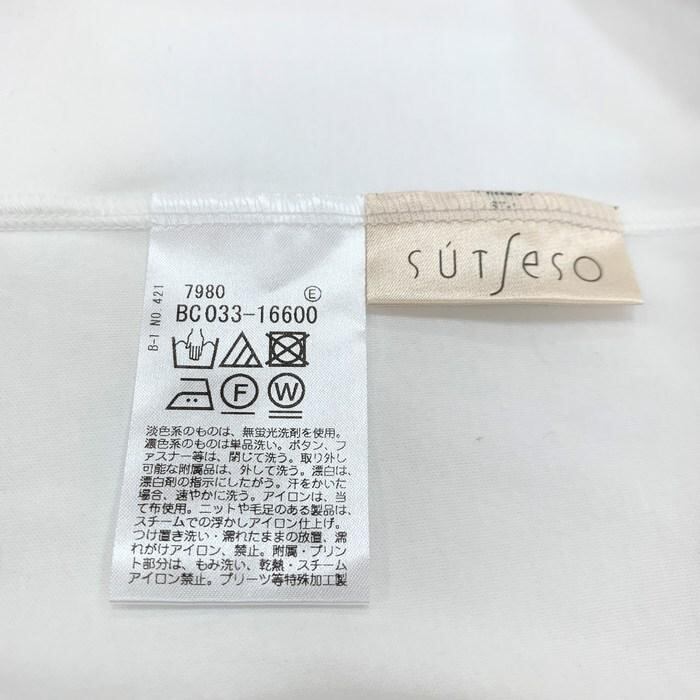 7980 E
BC033-16600
B-1 NO.421
F W
淡色系のものは、無蛍光洗剤を使用。
濃色系のものは単品洗い。ボタン、フ
ァスナー等は、閉じて洗う。取り外し
可能な附属品は、外して洗う。漂白は、
漂白剤の指示にしたがう。汗をかいた
場合、速やかに洗う。アイロンは、当
て布使用。ニットや毛足のある製品は、
スチームでの浮かしアイロン仕上げ。
つけ置き洗い・濡れたままの放置、濡
れがけアイロン、禁止。附属・プリン
ト部分は、もみ洗い、乾熱・スチーム
アイロン禁止。プリーツ等特殊加工製
SÚTSeSO